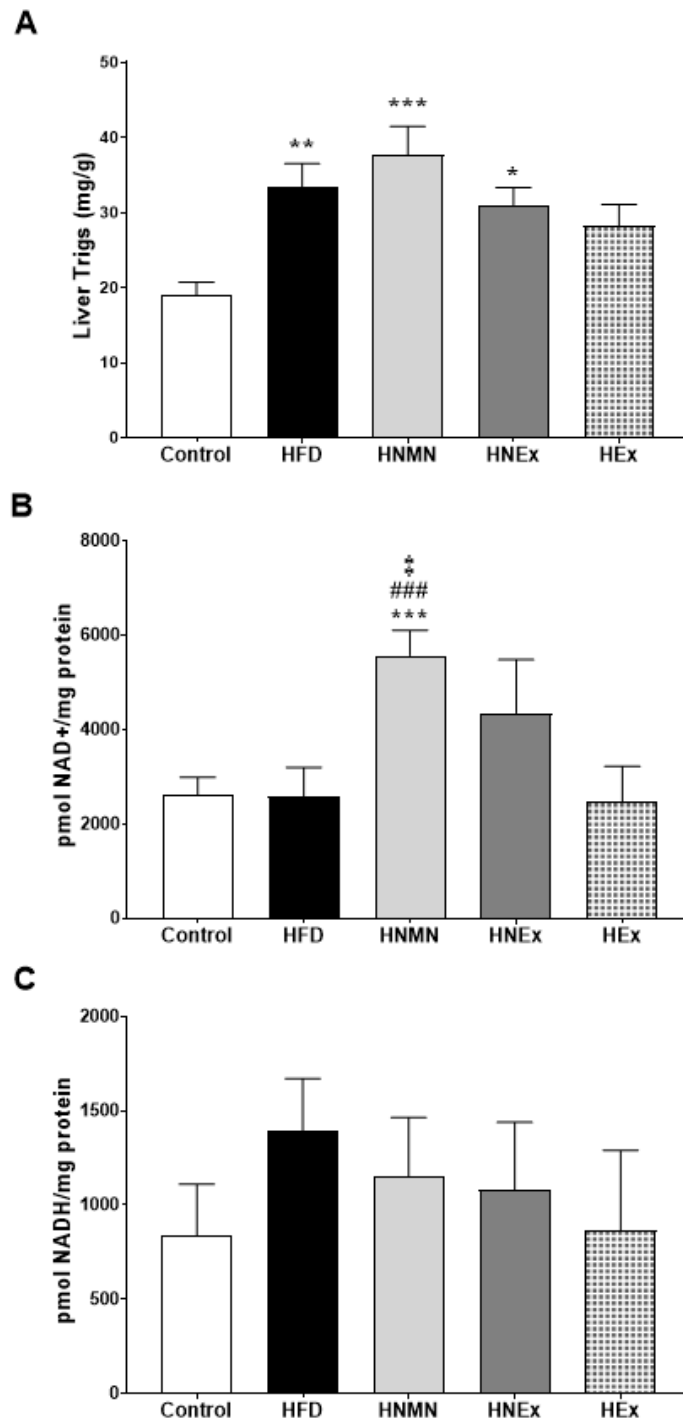 A
Liver Trigs (mg/g)
50
40
30
20
10
0
**
***
*
Control HFD HNMN HNEx HEx
B
pmol NAD+/mg protein
8000
6000
4000
2000
0
‡
###
***
Control HFD HNMN HNEx HEx
C
pmol NADH/mg protein
2000
1500
1000
500
0
Control HFD HNMN HNEx HEx